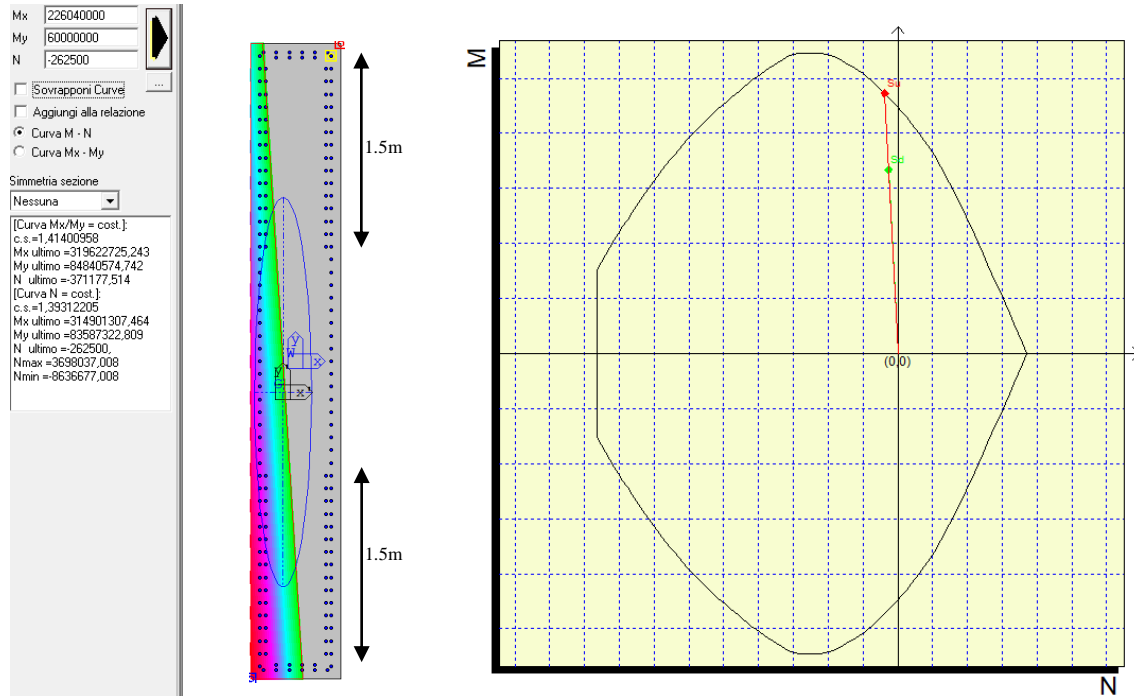 Mx 226040000
My 60000000
N -262500
...
Sovrapponi Curve
Aggiungi alla relazione
Curva M - N
Curva Mx - My
Simmetria sezione
Nessuna
[Curva Mx/My = cost.]:
c.s.=1,41400958
Mx ultimo =319622725,243
My ultimo =84840574,742
N ultimo =-371177,514
[Curva N = cost.]:
c.s.=1,39312205
Mx ultimo =314901307,464
My ultimo =83587322,809
N ultimo =-262500,
Nmax =3698037,008
Nmin =-8636677,008
1.5m
y
W
x
x
1.5m
M
Su
Sd
(0,0)
N